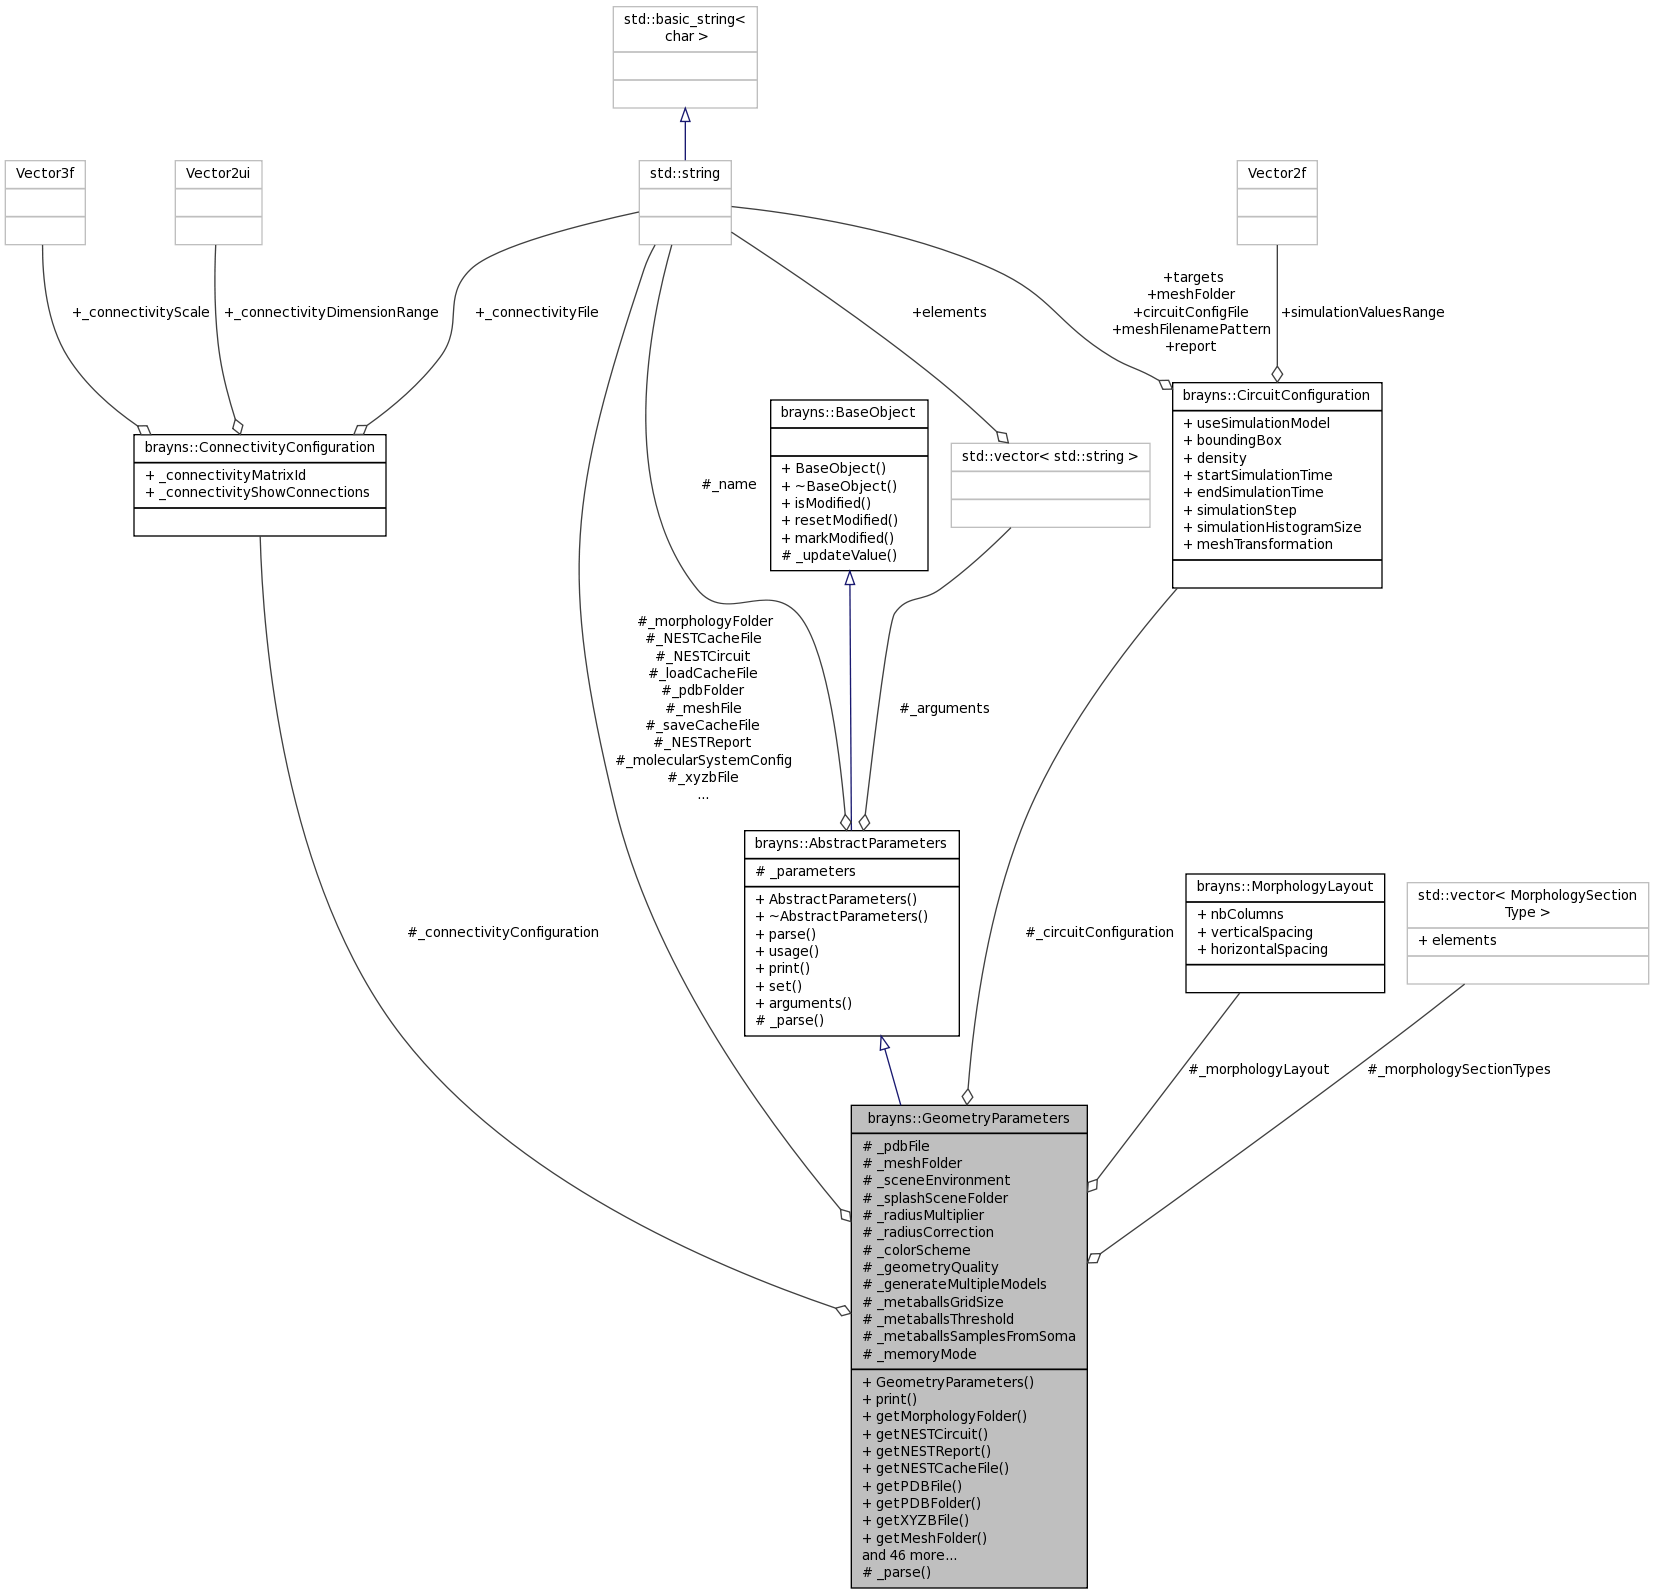 std::basic_string<
char >
Vector3f
Vector2ui
std::string
Vector2f
+_connectivityScale
+_connectivityDimensionRange
+_connectivityFile
+elements
+targets
+meshFolder
+circuitConfigFile
+meshFilenamePattern
+report
+simulationValuesRange
brayns::ConnectivityConfiguration
+ _connectivityMatrixId
+ _connectivityShowConnections
#_name
brayns::BaseObject
+ BaseObject()
+ ~BaseObject()
+ isModified()
+ resetModified()
+ markModified()
# _updateValue()
std::vector< std::string >
brayns::CircuitConfiguration
+ useSimulationModel
+ boundingBox
+ density
+ startSimulationTime
+ endSimulationTime
+ simulationStep
+ simulationHistogramSize
+ meshTransformation
#_morphologyFolder
#_NESTCacheFile
#_NESTCircuit
#_loadCacheFile
#_pdbFolder
#_meshFile
#_saveCacheFile
#_NESTReport
#_molecularSystemConfig
#_xyzbFile
...
#_arguments
brayns::AbstractParameters
# _parameters
+ AbstractParameters()
+ ~AbstractParameters()
+ parse()
+ usage()
+ print()
+ set()
+ arguments()
# _parse()
#_connectivityConfiguration
#_circuitConfiguration
brayns::MorphologyLayout
+ nbColumns
+ verticalSpacing
+ horizontalSpacing
std::vector< MorphologySection
Type >
+ elements
#_morphologyLayout
#_morphologySectionTypes
brayns::GeometryParameters
# _pdbFile
# _meshFolder
# _sceneEnvironment
# _splashSceneFolder
# _radiusMultiplier
# _radiusCorrection
# _colorScheme
# _geometryQuality
# _generateMultipleModels
# _metaballsGridSize
# _metaballsThreshold
# _metaballsSamplesFromSoma
# _memoryMode
+ GeometryParameters()
+ print()
+ getMorphologyFolder()
+ getNESTCircuit()
+ getNESTReport()
+ getNESTCacheFile()
+ getPDBFile()
+ getPDBFolder()
+ getXYZBFile()
+ getMeshFolder()
and 46 more...
# _parse()